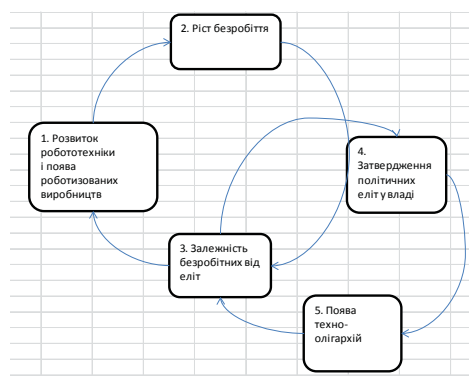 2. Ріст безробіття
1. Розвиток
робототехніки
і поява
роботизованих
виробництв
4.
Затвердження
політичних
еліт у владі
3. Залежність
безробітних від
еліт
5. Поява
техно-
олігархій